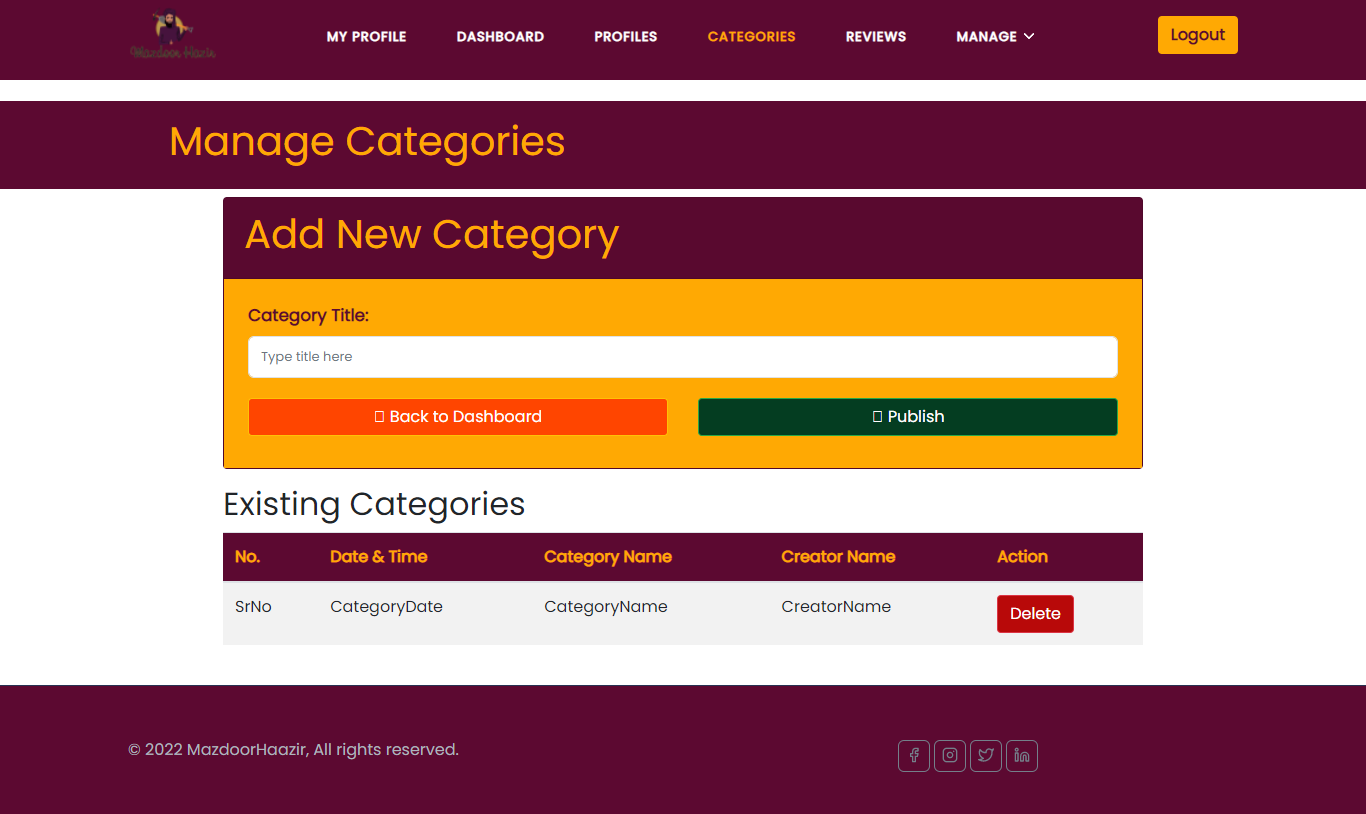 Mazdoor Hazir
MY PROFILE DASHBOARD PROFILES CATEGORIES REVIEWS MANAGE Logout
Manage Categories
Add New Category
Category Title:
Type title here
Back to Dashboard Publish
Existing Categories
No. Date & Time Category Name Creator Name Action
SrNo CategoryDate CategoryName CreatorName Delete
© 2022 MazdoorHaazir, All rights reserved.